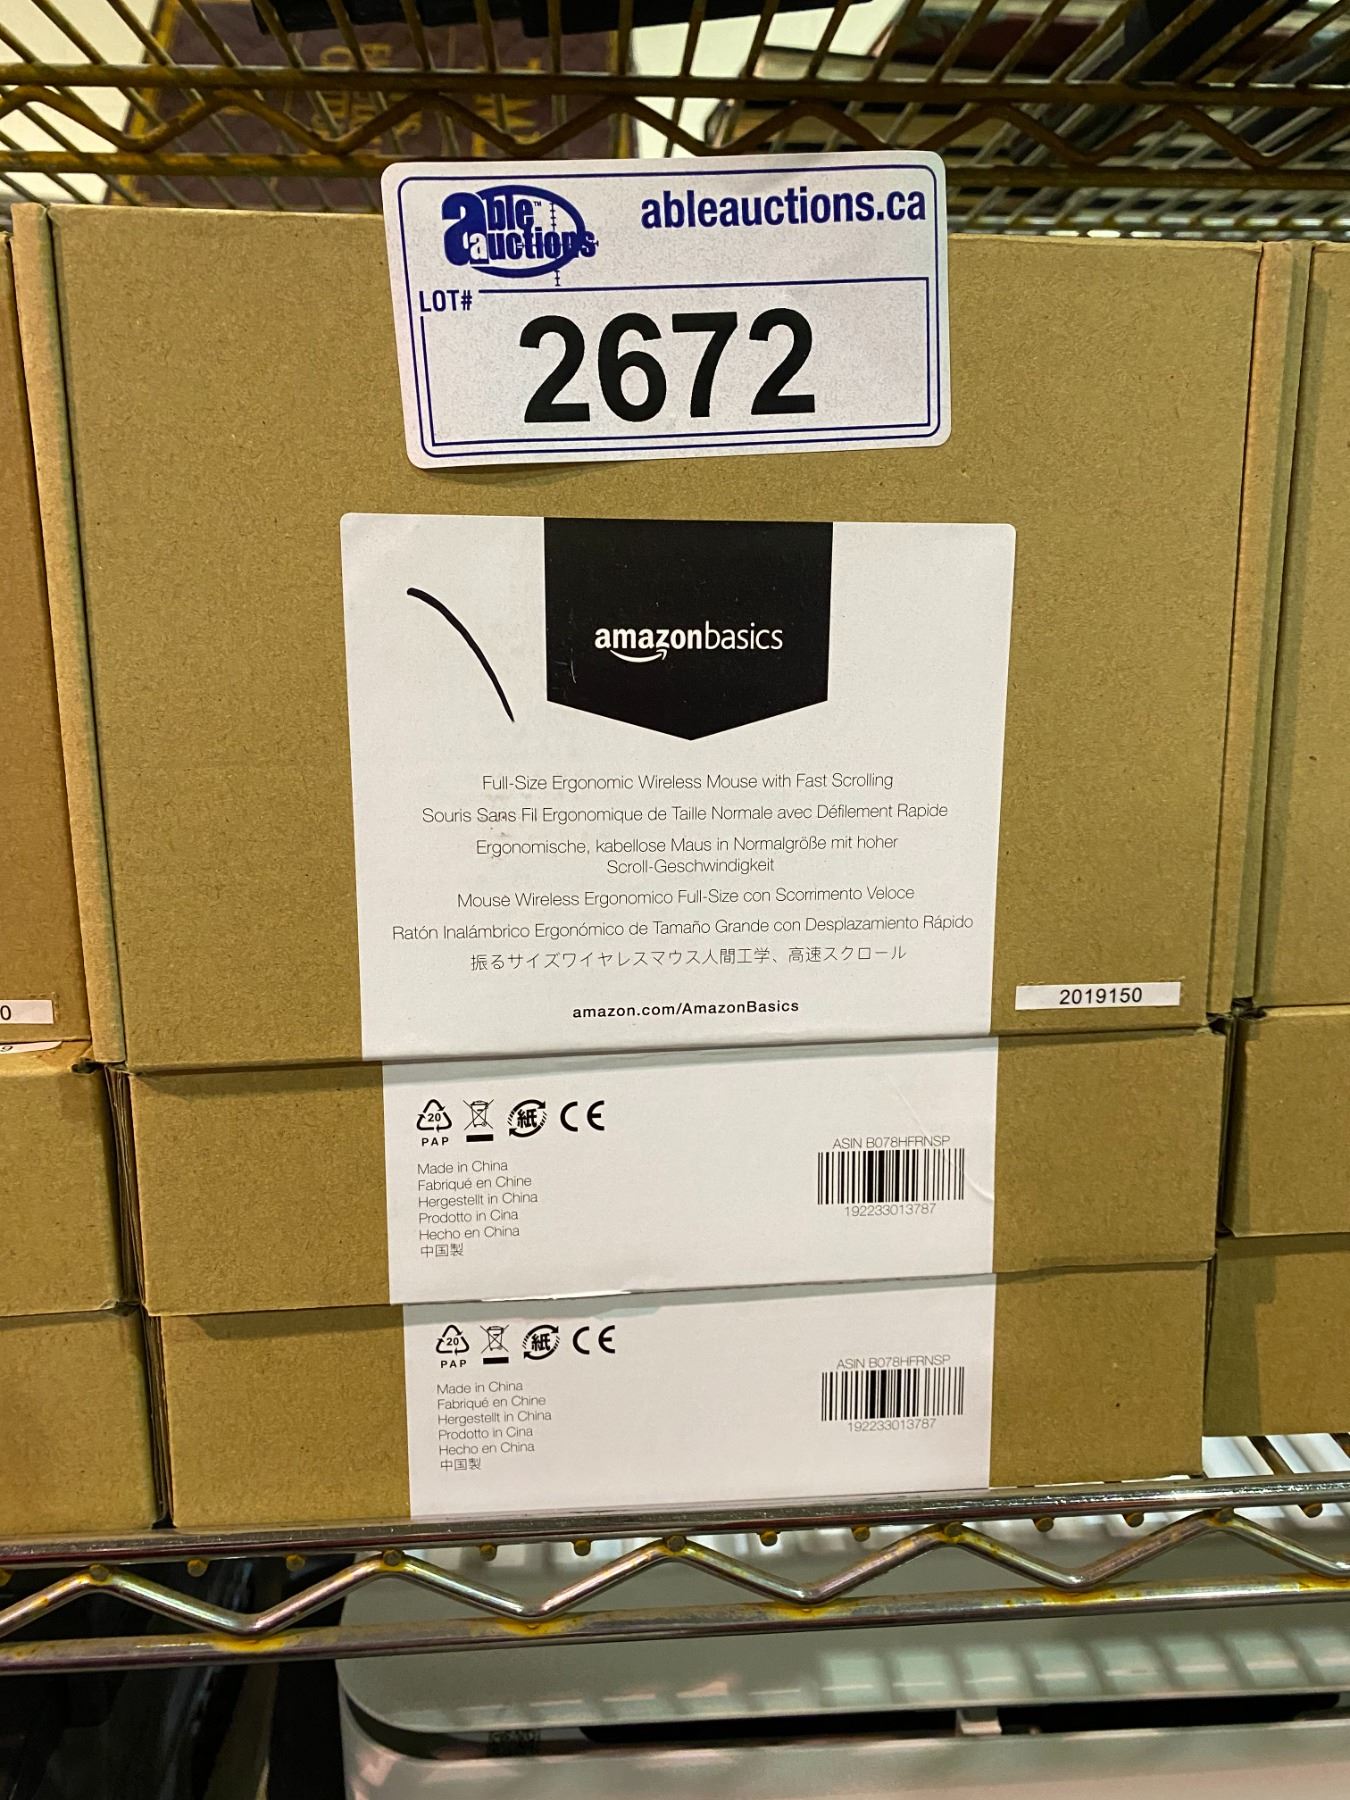 able™ auctions
ableauctions.ca
LOT#
2672
amazonbasics
Full-Size Ergonomic Wireless Mouse with Fast Scrolling
Souris Sans Fil Ergonomique de Taille Normale avec Défilement Rapide
Ergonomische, kabellose Maus in Normalgröße mit hoher
Scroll-Geschwindigkeit
Mouse Wireless Ergonomico Full-Size con Scorrimento Veloce
Ratón Inalámbrico Ergonómico de Tamaño Grande con Desplazamiento Rápido
振るサイズワイヤレスマウス人間工学、高速スクロール
amazon.com/AmazonBasics
2019150
0
9
20
PAP
紙
CE
Made in China
Fabriqué en Chine
Hergestellt in China
Prodotto in Cina
Hecho en China
中国製
ASIN B078HFRNSP
192233013787
20
PAP
紙
CE
Made in China
Fabriqué en Chine
Hergestellt in China
Prodotto in Cina
Hecho en China
中国製
ASIN B078HFRNSP
192233013787